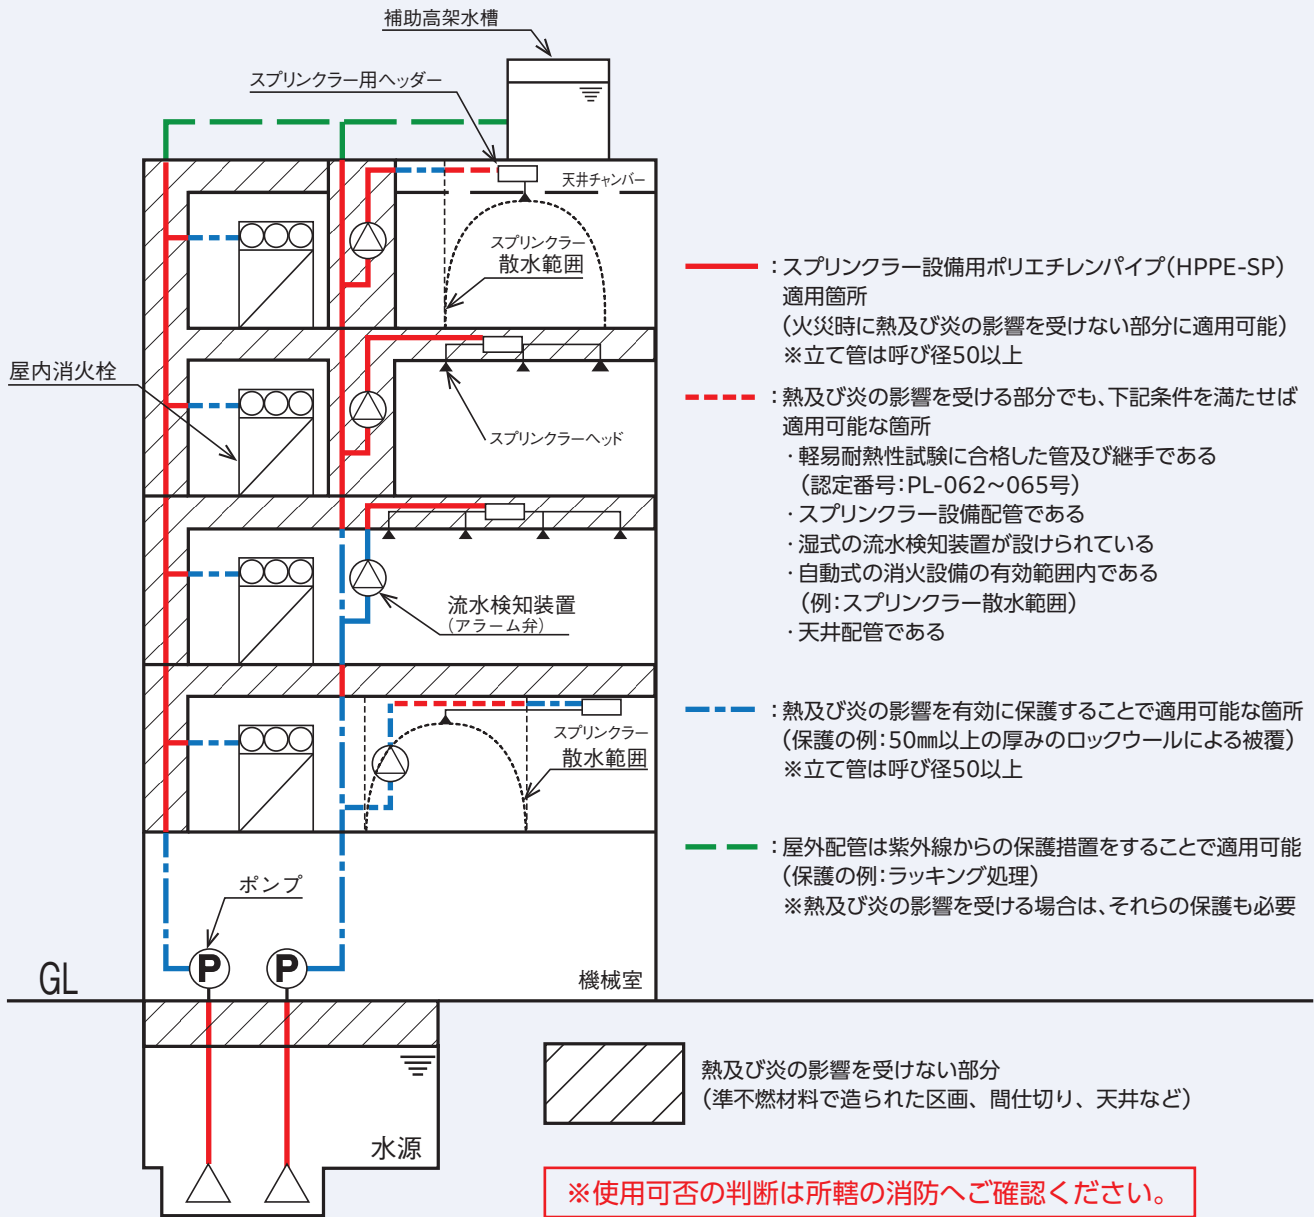 補助高架水槽
スプリンクラー用ヘッダー
天井チャンバー
スプリンクラー
散水範囲
屋内消火栓
スプリンクラーヘッド
流水検知装置
(アラーム弁)
スプリンクラー
散水範囲
ポンプ
P
P
機械室
GL
水源
：スプリンクラー設備用ポリエチレンパイプ(HPPE-SP)
適用箇所
(火災時に熱及び炎の影響を受けない部分に適用可能)
※立て管は呼び径50以上
：熱及び炎の影響を受ける部分でも、下記条件を満たせば
適用可能な箇所
・軽易耐熱性試験に合格した管及び継手である
(認定番号：PL-062～065号)
・スプリンクラー設備配管である
・湿式の流水検知装置が設けられている
・自動式の消火設備の有効範囲内である
(例：スプリンクラー散水範囲)
・天井配管である
：熱及び炎の影響を有効に保護することで適用可能な箇所
(保護の例：50㎜以上の厚みのロックウールによる被覆)
※立て管は呼び径50以上
：屋外配管は紫外線からの保護措置をすることで適用可能
(保護の例：ラッキング処理)
※熱及び炎の影響を受ける場合は、それらの保護も必要
熱及び炎の影響を受けない部分
(準不燃材料で造られた区画、間仕切り、天井など)
※使用可否の判断は所轄の消防へご確認ください。